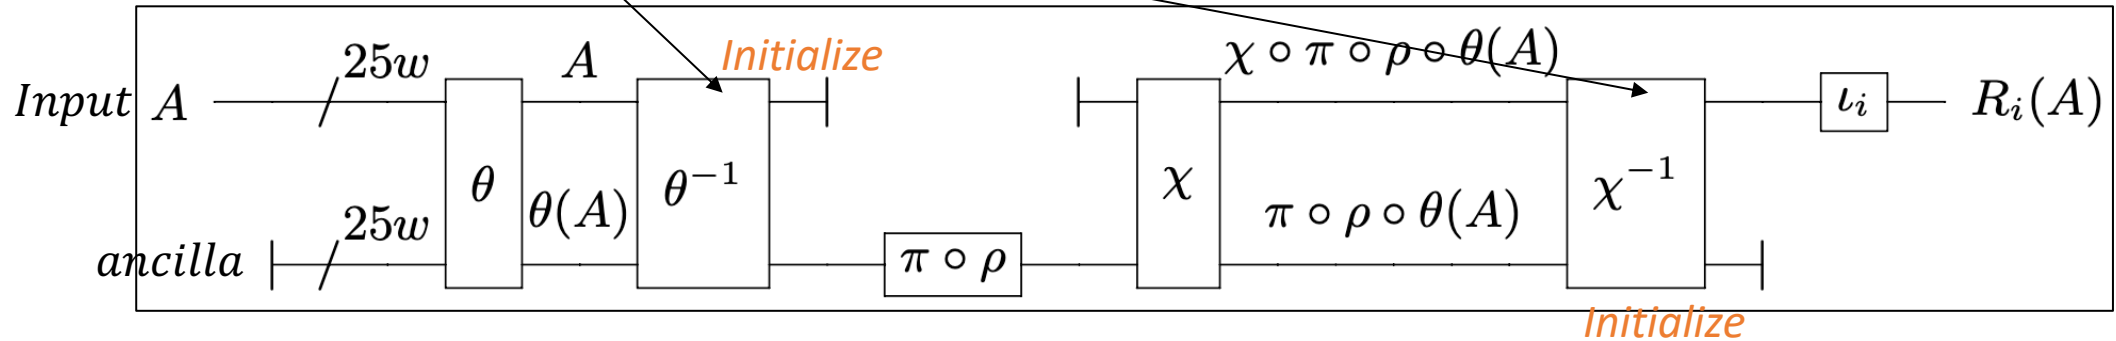 Initialize
25w A χ ∘ π ∘ ρ ∘ θ(A)
Input A θ θ⁻¹ χ χ⁻¹ ιᵢ Rᵢ(A)
25w θ(A) π ∘ ρ ∘ θ(A)
ancilla π ∘ ρ
Initialize